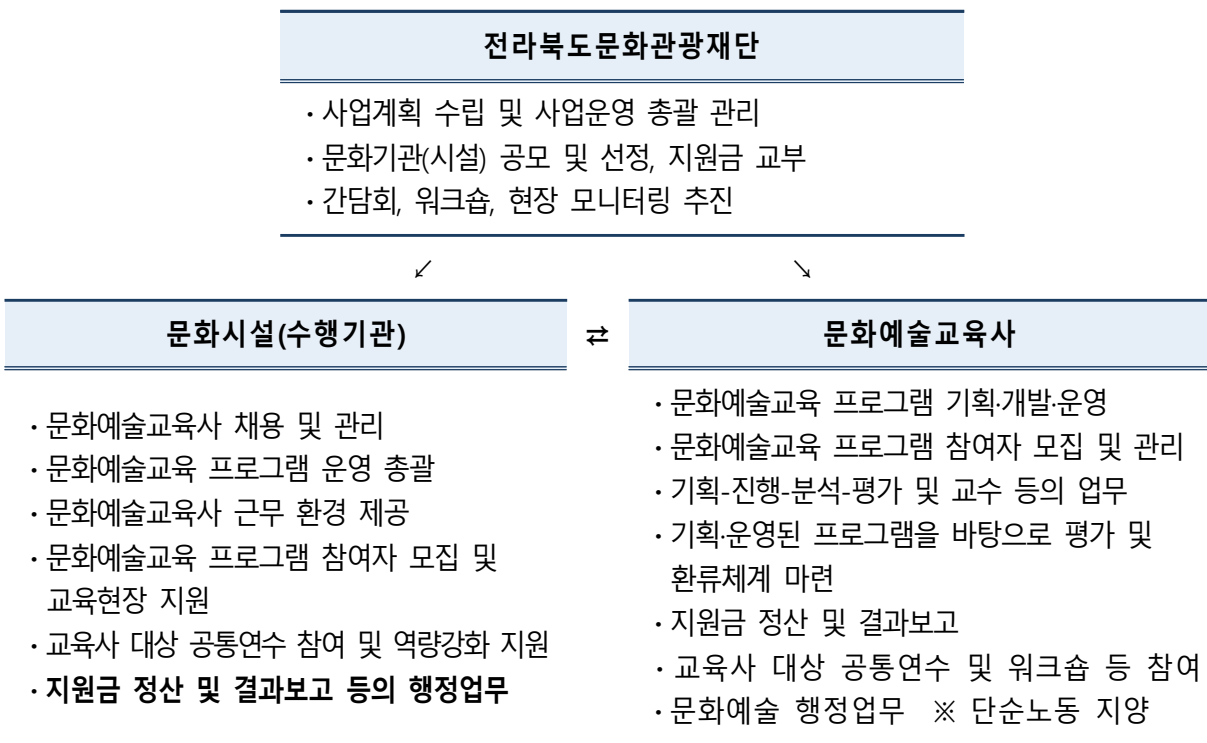 전라북도문화관광재단
· 사업계획 수립 및 사업운영 총괄 관리
· 문화기관(시설) 공모 및 선정, 지원금 교부
· 간담회, 워크숍, 현장 모니터링 추진
↙ ↘
문화시설(수행기관)
· 문화예술교육사 채용 및 관리
· 문화예술교육 프로그램 운영 총괄
· 문화예술교육사 근무 환경 제공
· 문화예술교육 프로그램 참여자 모집 및
교육현장 지원
· 교육사 대상 공통연수 참여 및 역량강화 지원
· 지원금 정산 및 결과보고 등의 행정업무
⇄
문화예술교육사
· 문화예술교육 프로그램 기획·개발·운영
· 문화예술교육 프로그램 참여자 모집 및 관리
· 기획-진행-분석-평가 및 교수 등의 업무
· 기획·운영된 프로그램을 바탕으로 평가 및
환류체계 마련
· 지원금 정산 및 결과보고
· 교육사 대상 공통연수 및 워크숍 등 참여
· 문화예술 행정업무 ※ 단순노동 지양